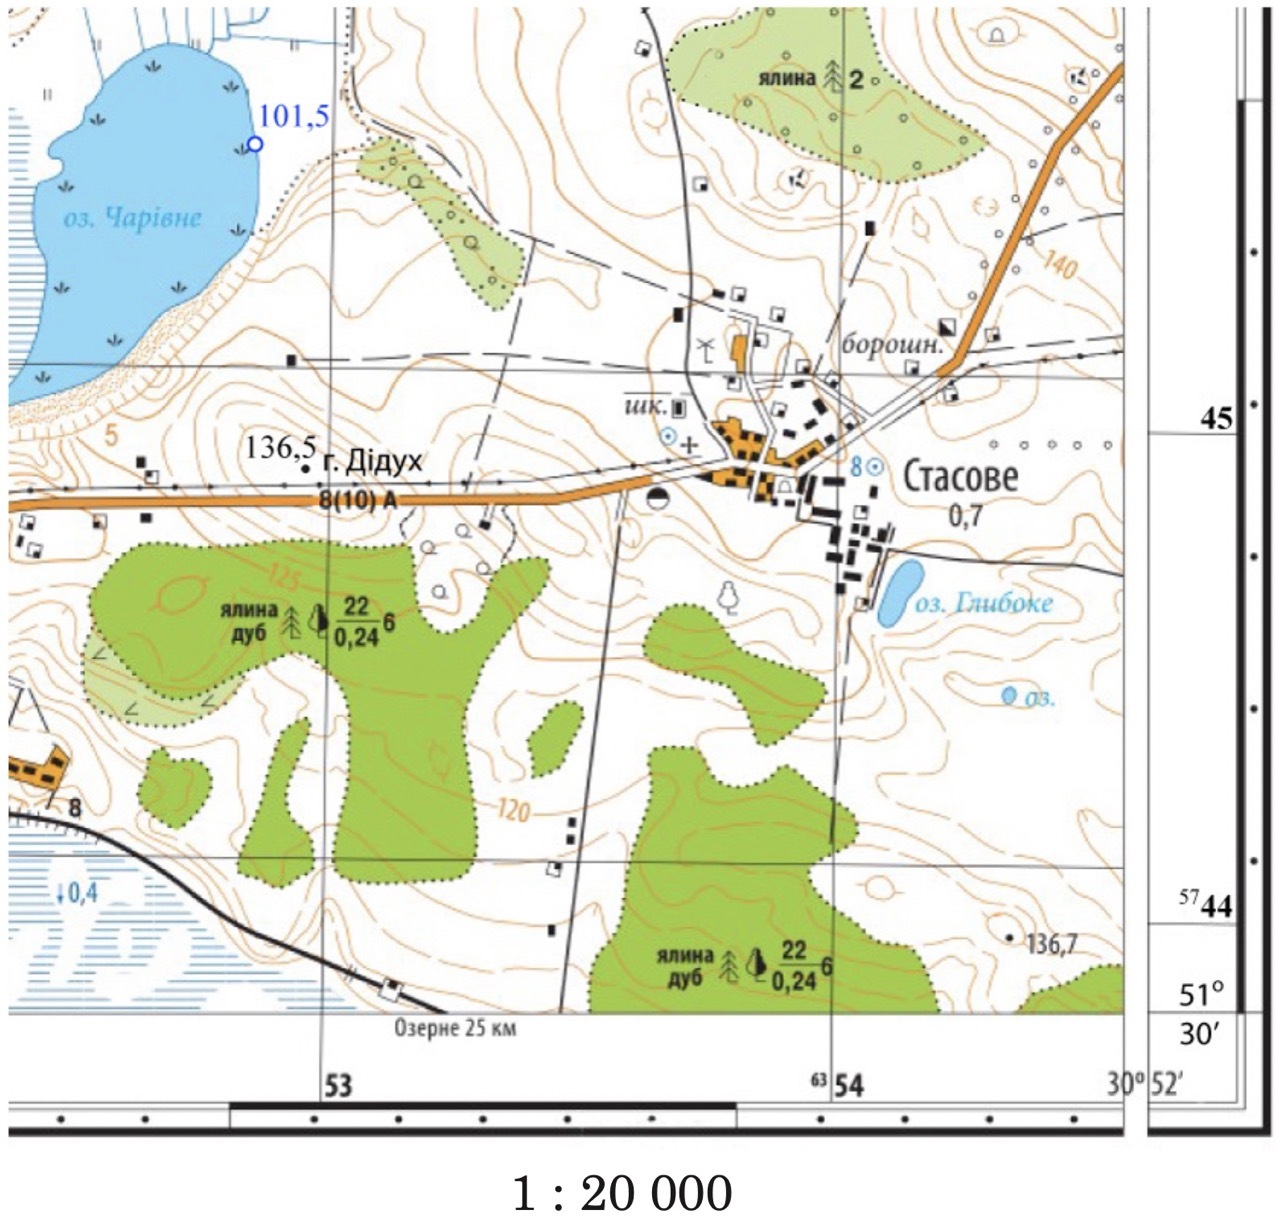 101,5
ялина 2
оз. Чарівне
140
борошн.
шк.
45
5
136,5 г. Дідух
8
Стасове
0,7
8(10) А
125
ялина дуб 22 0,24 6
оз. Глибоке
оз.
120
8
0,4
57 44
136,7
ялина дуб 22 0,24 6
51°
30′
Озерне 25 км
53
63 54
30° 52′
1 : 20 000